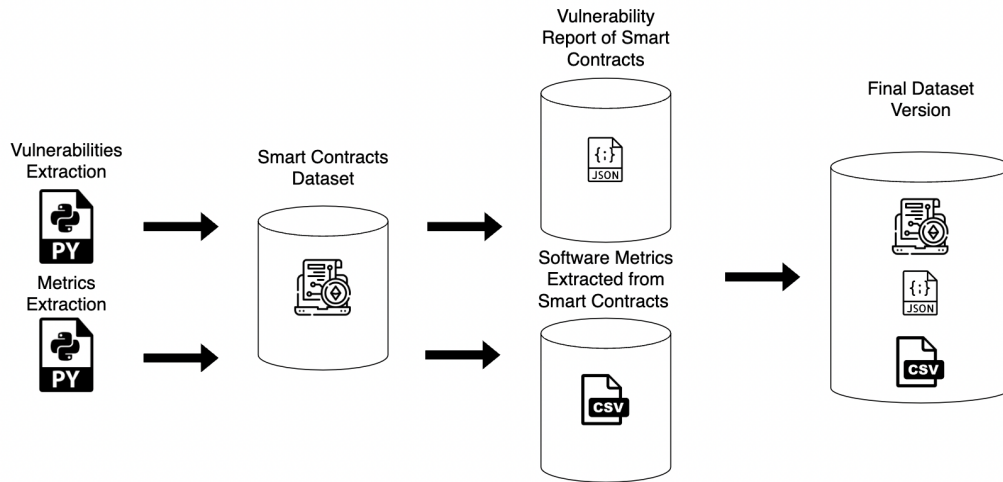 Vulnerabilities
Extraction
PY
Metrics
Extraction
PY
Smart Contracts
Dataset
Vulnerability
Report of Smart
Contracts
{;}
JSON
Software Metrics
Extracted from
Smart Contracts
CSV
Final Dataset
Version
{;}
JSON
CSV